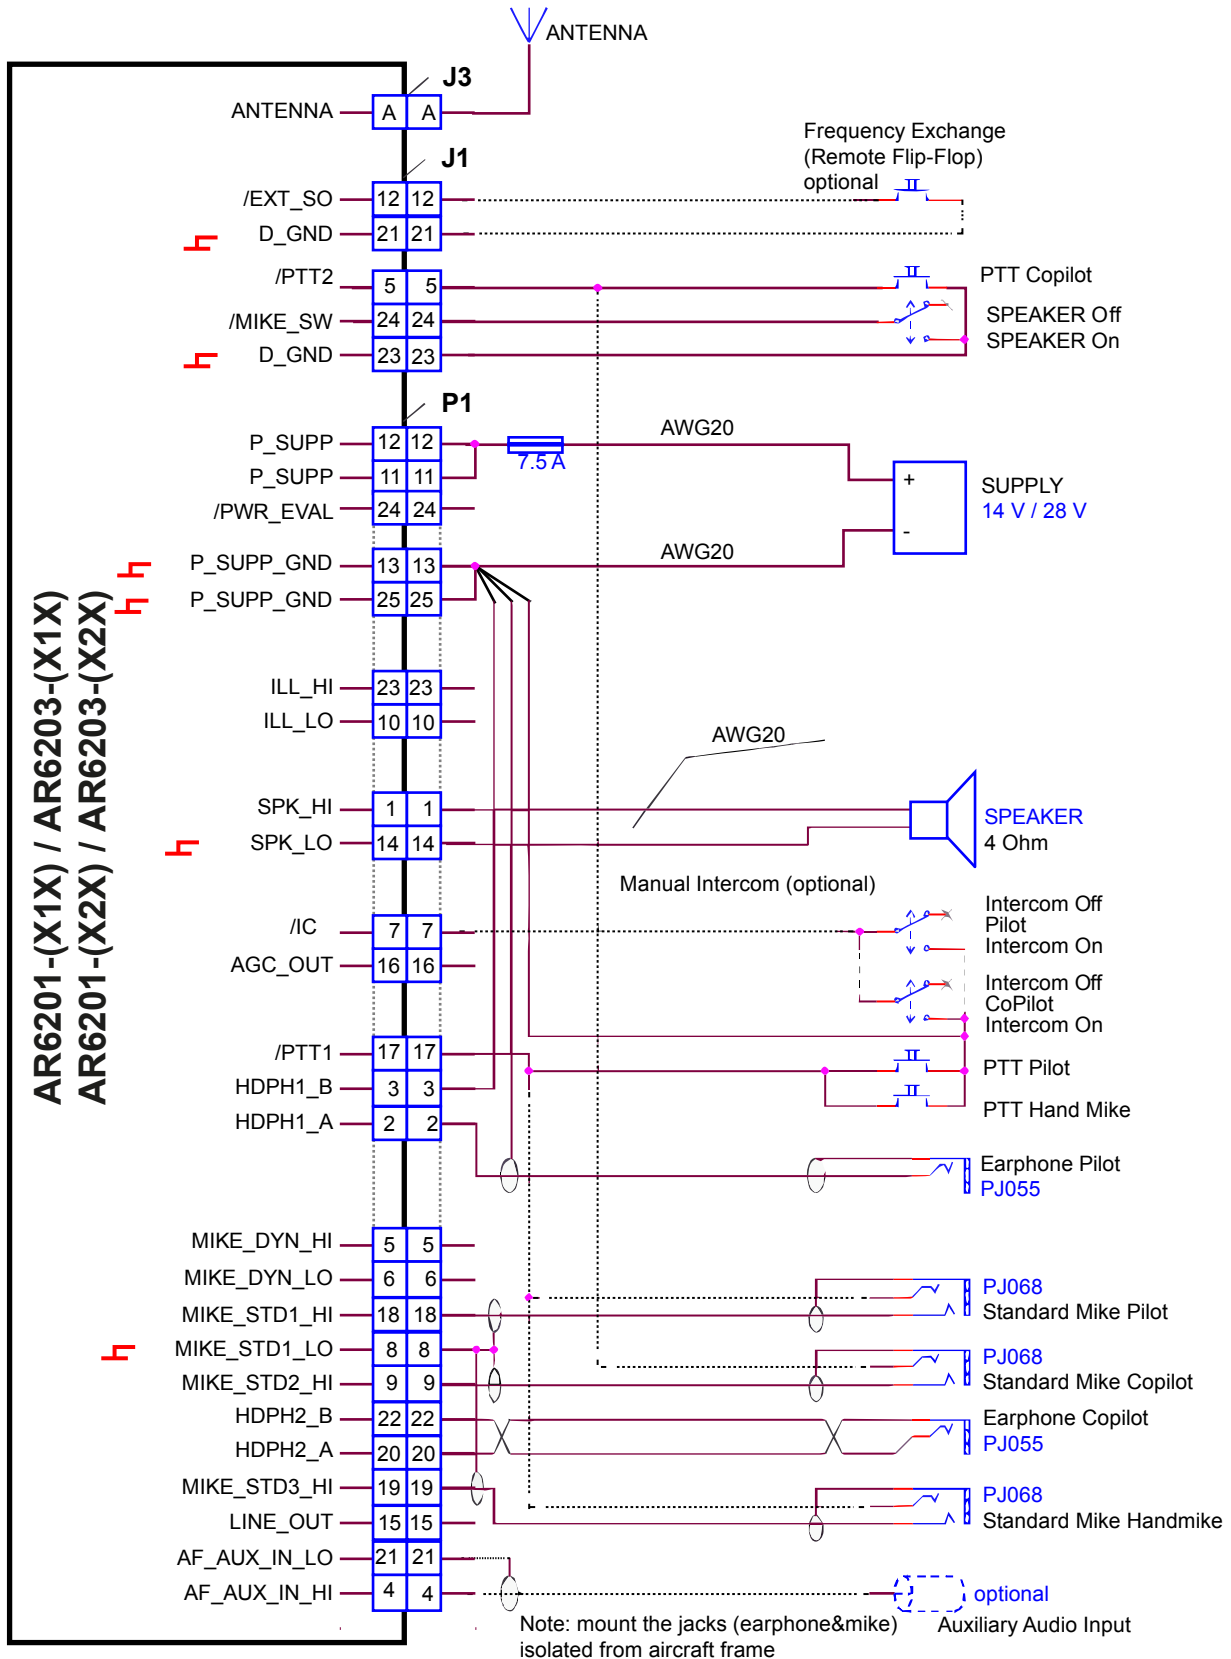 ANTENNA
J3
ANTENNA A A
Frequency Exchange
(Remote Flip-Flop)
optional
J1
/EXT_SO 12 12
D_GND 21 21
/PTT2 5 5
PTT Copilot
/MIKE_SW 24 24
SPEAKER Off
SPEAKER On
D_GND 23 23
P1
P_SUPP 12 12
AWG20
7.5 A
P_SUPP 11 11
+
SUPPLY
14 V / 28 V
-
/PWR_EVAL 24 24
AWG20
P_SUPP_GND 13 13
P_SUPP_GND 25 25
AR6201-(X1X) / AR6203-(X1X)
AR6201-(X2X) / AR6203-(X2X)
ILL_HI 23 23
ILL_LO 10 10
AWG20
SPK_HI 1 1
SPEAKER
4 Ohm
SPK_LO 14 14
Manual Intercom (optional)
Intercom Off
Pilot
Intercom On
/IC 7 7
AGC_OUT 16 16
Intercom Off
CoPilot
Intercom On
/PTT1 17 17
PTT Pilot
HDPH1_B 3 3
PTT Hand Mike
HDPH1_A 2 2
Earphone Pilot
PJ055
MIKE_DYN_HI 5 5
MIKE_DYN_LO 6 6
PJ068
Standard Mike Pilot
MIKE_STD1_HI 18 18
MIKE_STD1_LO 8 8
PJ068
Standard Mike Copilot
MIKE_STD2_HI 9 9
HDPH2_B 22 22
Earphone Copilot
PJ055
HDPH2_A 20 20
MIKE_STD3_HI 19 19
PJ068
Standard Mike Handmike
LINE_OUT 15 15
AF_AUX_IN_LO 21 21
AF_AUX_IN_HI 4 4
optional
Auxiliary Audio Input
Note: mount the jacks (earphone&mike)
isolated from aircraft frame